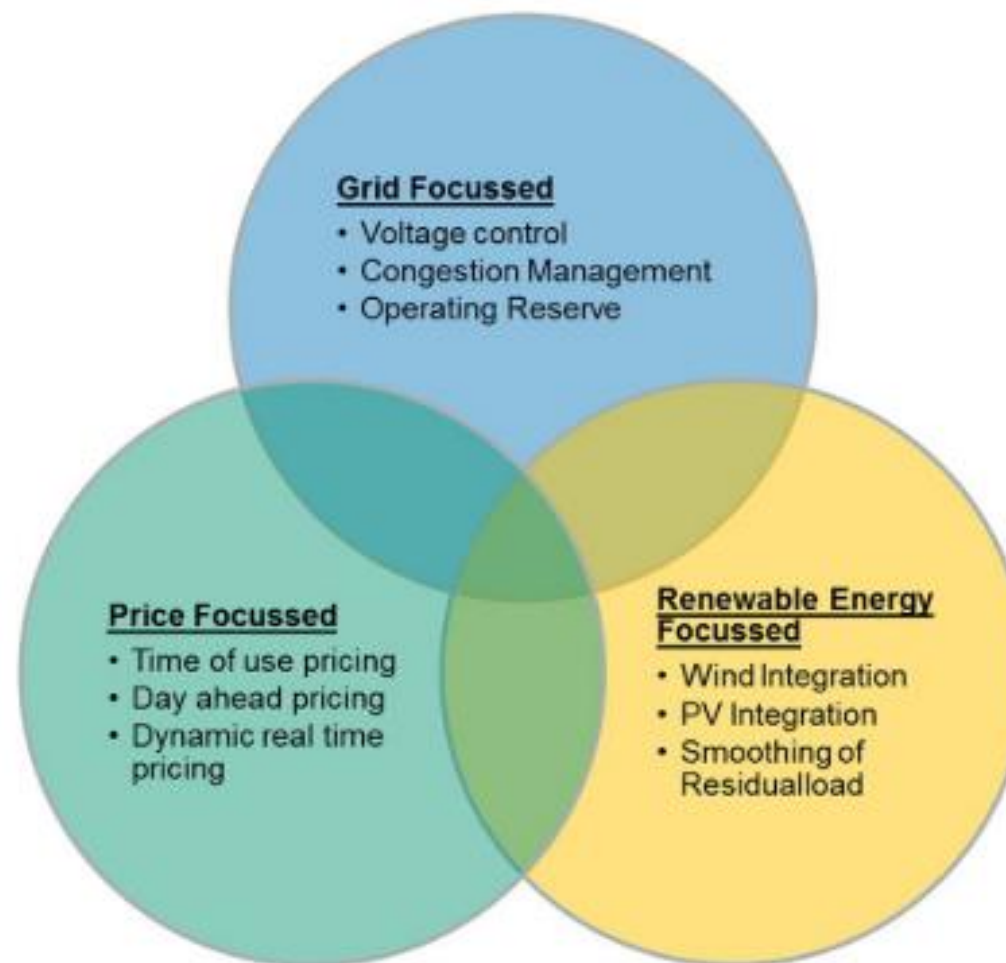 Grid Focussed
• Voltage control
• Congestion Management
• Operating Reserve
Price Focussed
• Time of use pricing
• Day ahead pricing
• Dynamic real time
pricing
Renewable Energy
Focussed
• Wind Integration
• PV Integration
• Smoothing of
Residualload